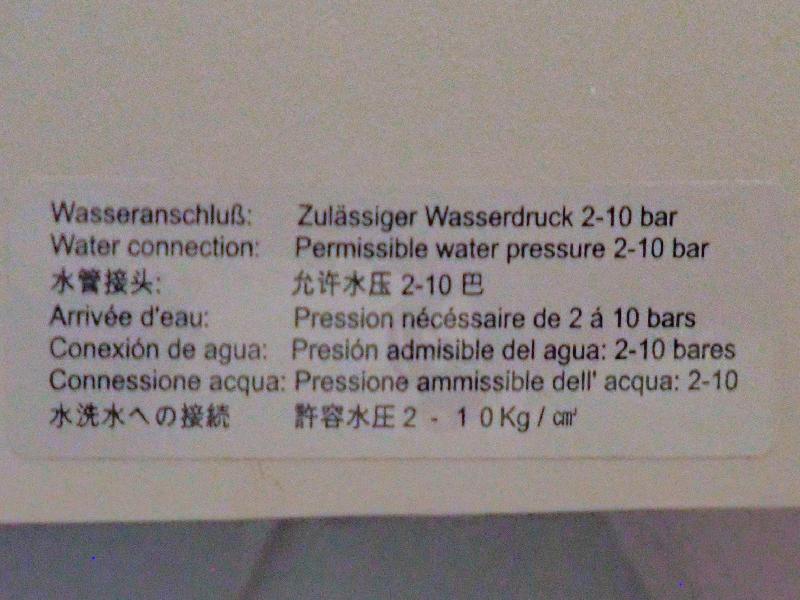 Wasseranschluß: Zulässiger Wasserdruck 2-10 bar
Water connection: Permissible water pressure 2-10 bar
水管接头: 允许水压 2-10 巴
Arrivée d'eau: Pression nécéssaire de 2 á 10 bars
Conexión de agua: Presión admisible del agua: 2-10 bares
Connessione acqua: Pressione ammissible dell' acqua: 2-10
水洗水への接続 許容水圧２‐１０Kg / ㎠